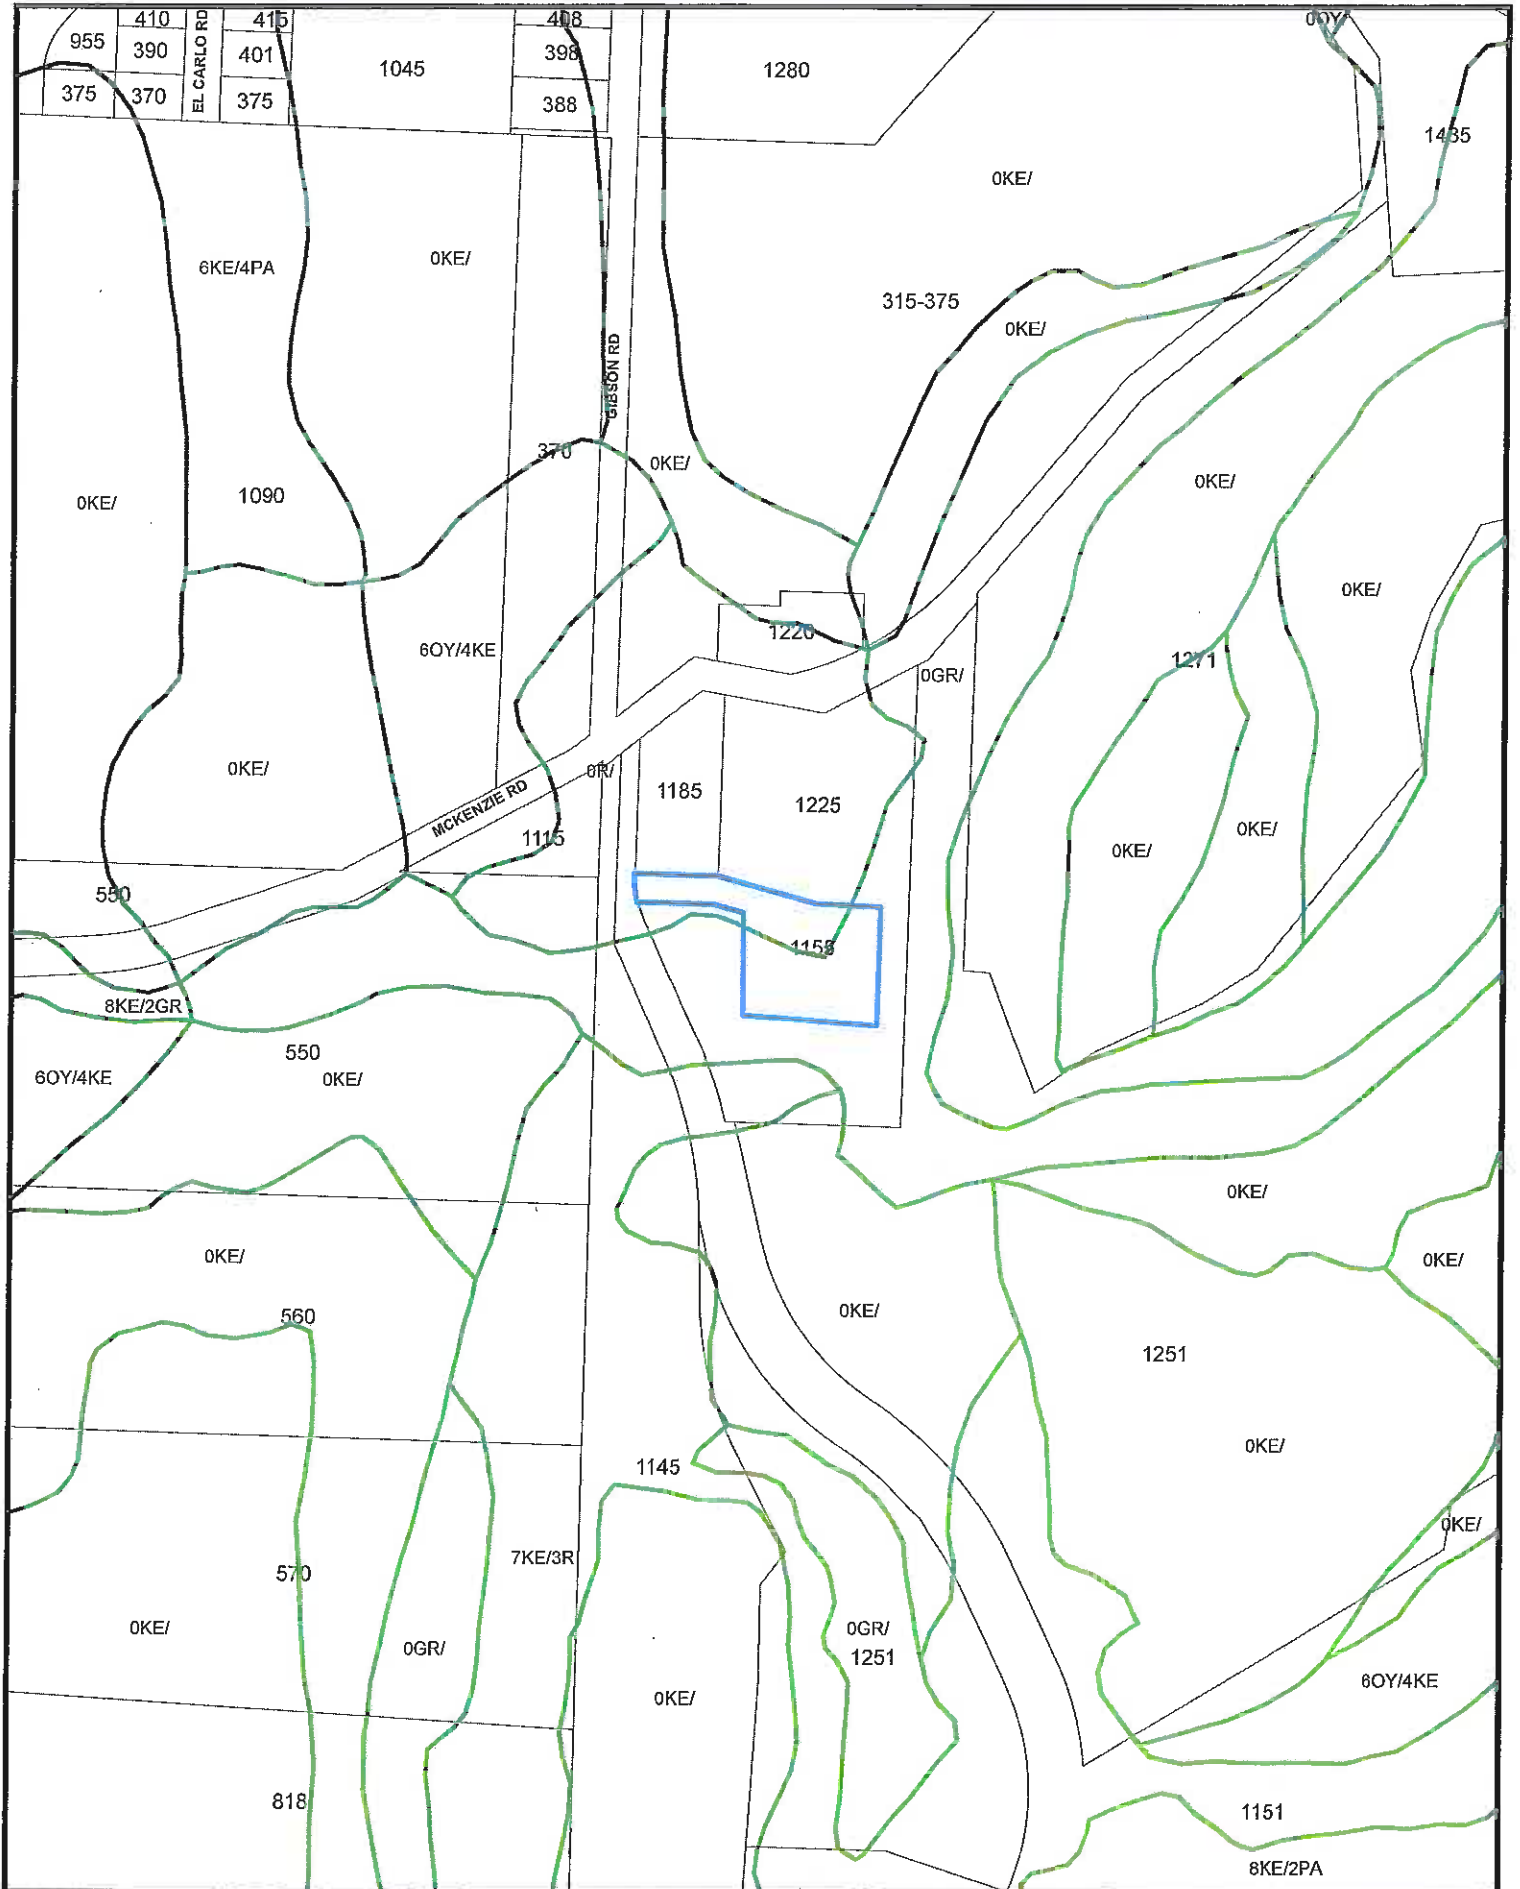 410
EL CARLO RD
415
408
0OY
955
390
401
398
1045
1280
375
370
375
388
1435
0KE/
6KE/4PA
0KE/
315-375
0KE/
GIBSON RD
370
0KE/
0KE/
1090
0KE/
0KE/
1220
6OY/4KE
1271
0GR/
0KE/
0R/
1185
1225
MCKENZIE RD
1115
0KE/
0KE/
550
1155
8KE/2GR
550
6OY/4KE
0KE/
0KE/
0KE/
0KE/
560
0KE/
1251
0KE/
1145
0KE/
7KE/3R
570
0KE/
0GR/
0GR/
1251
6OY/4KE
0KE/
818
1151
8KE/2PA